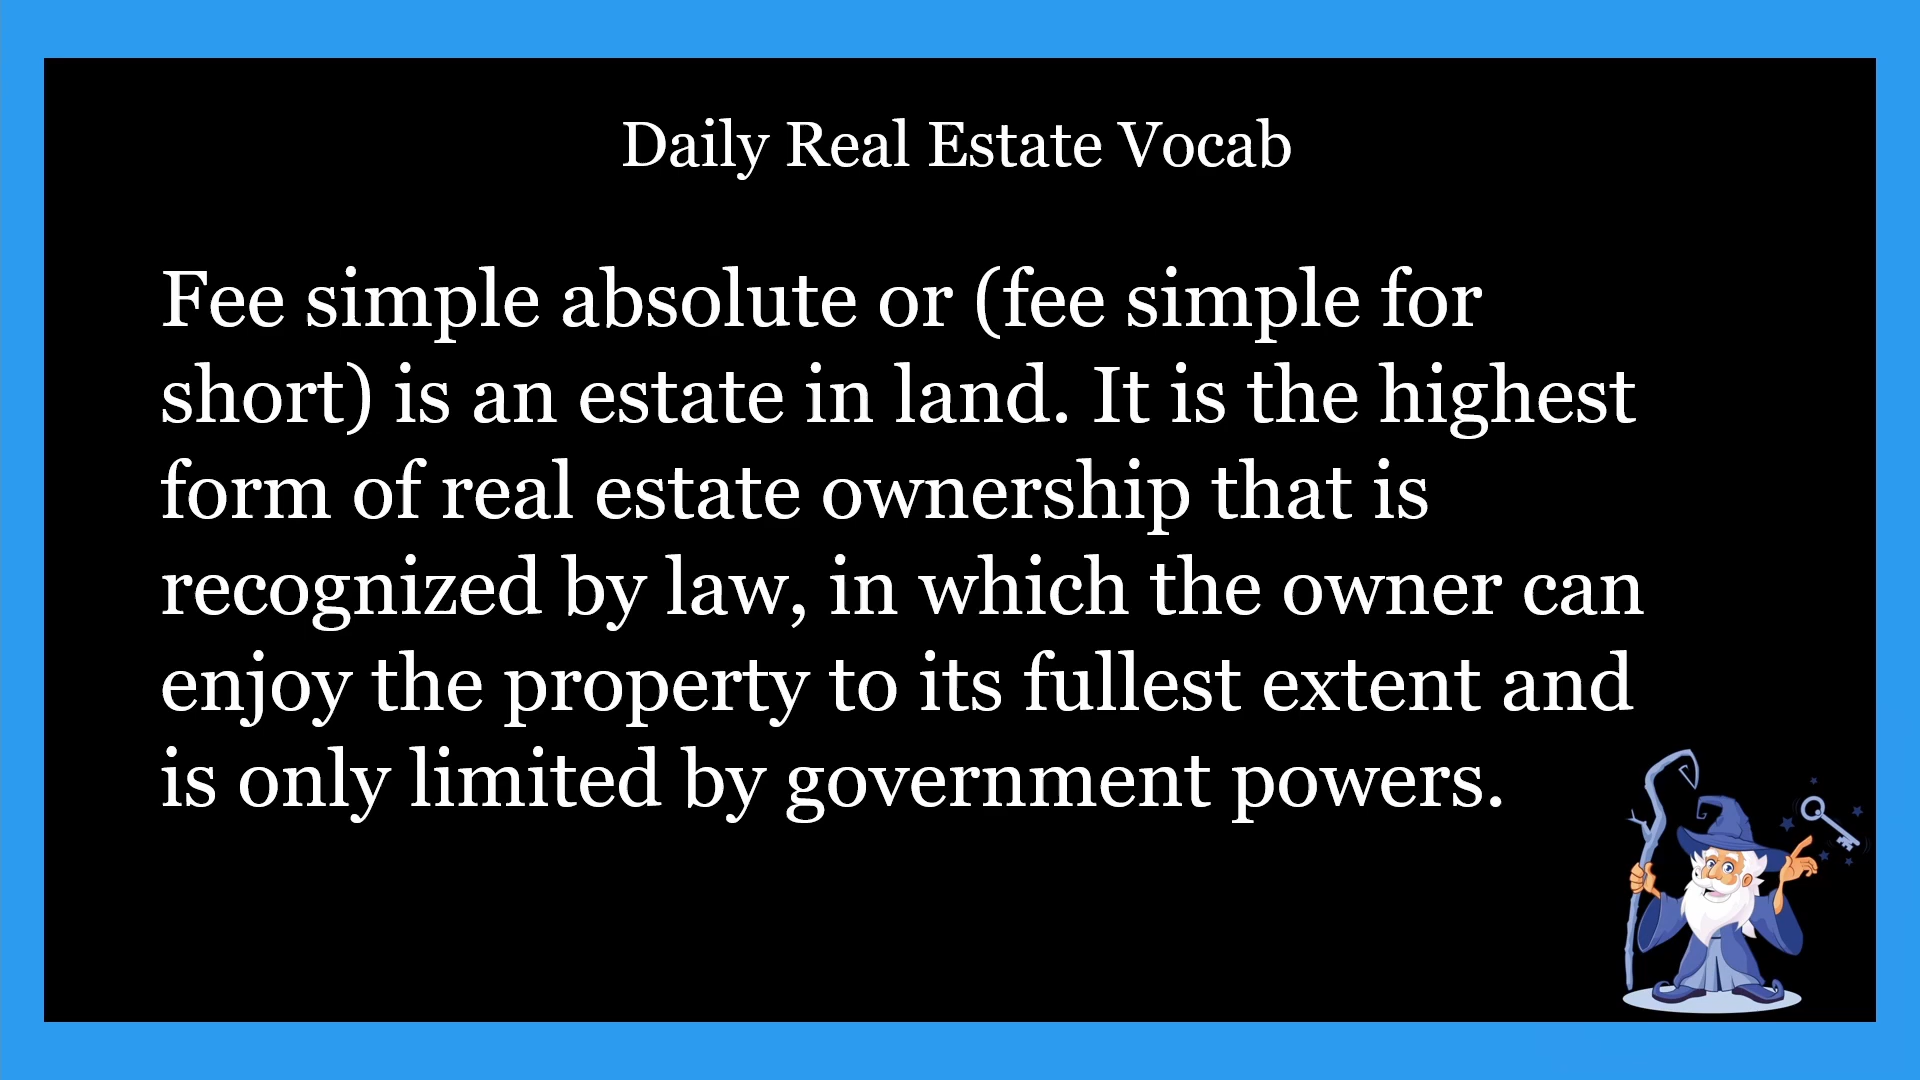 Daily Real Estate Vocab
Fee simple absolute or (fee simple for
short) is an estate in land. It is the highest
form of real estate ownership that is
recognized by law, in which the owner can
enjoy the property to its fullest extent and
is only limited by government powers.